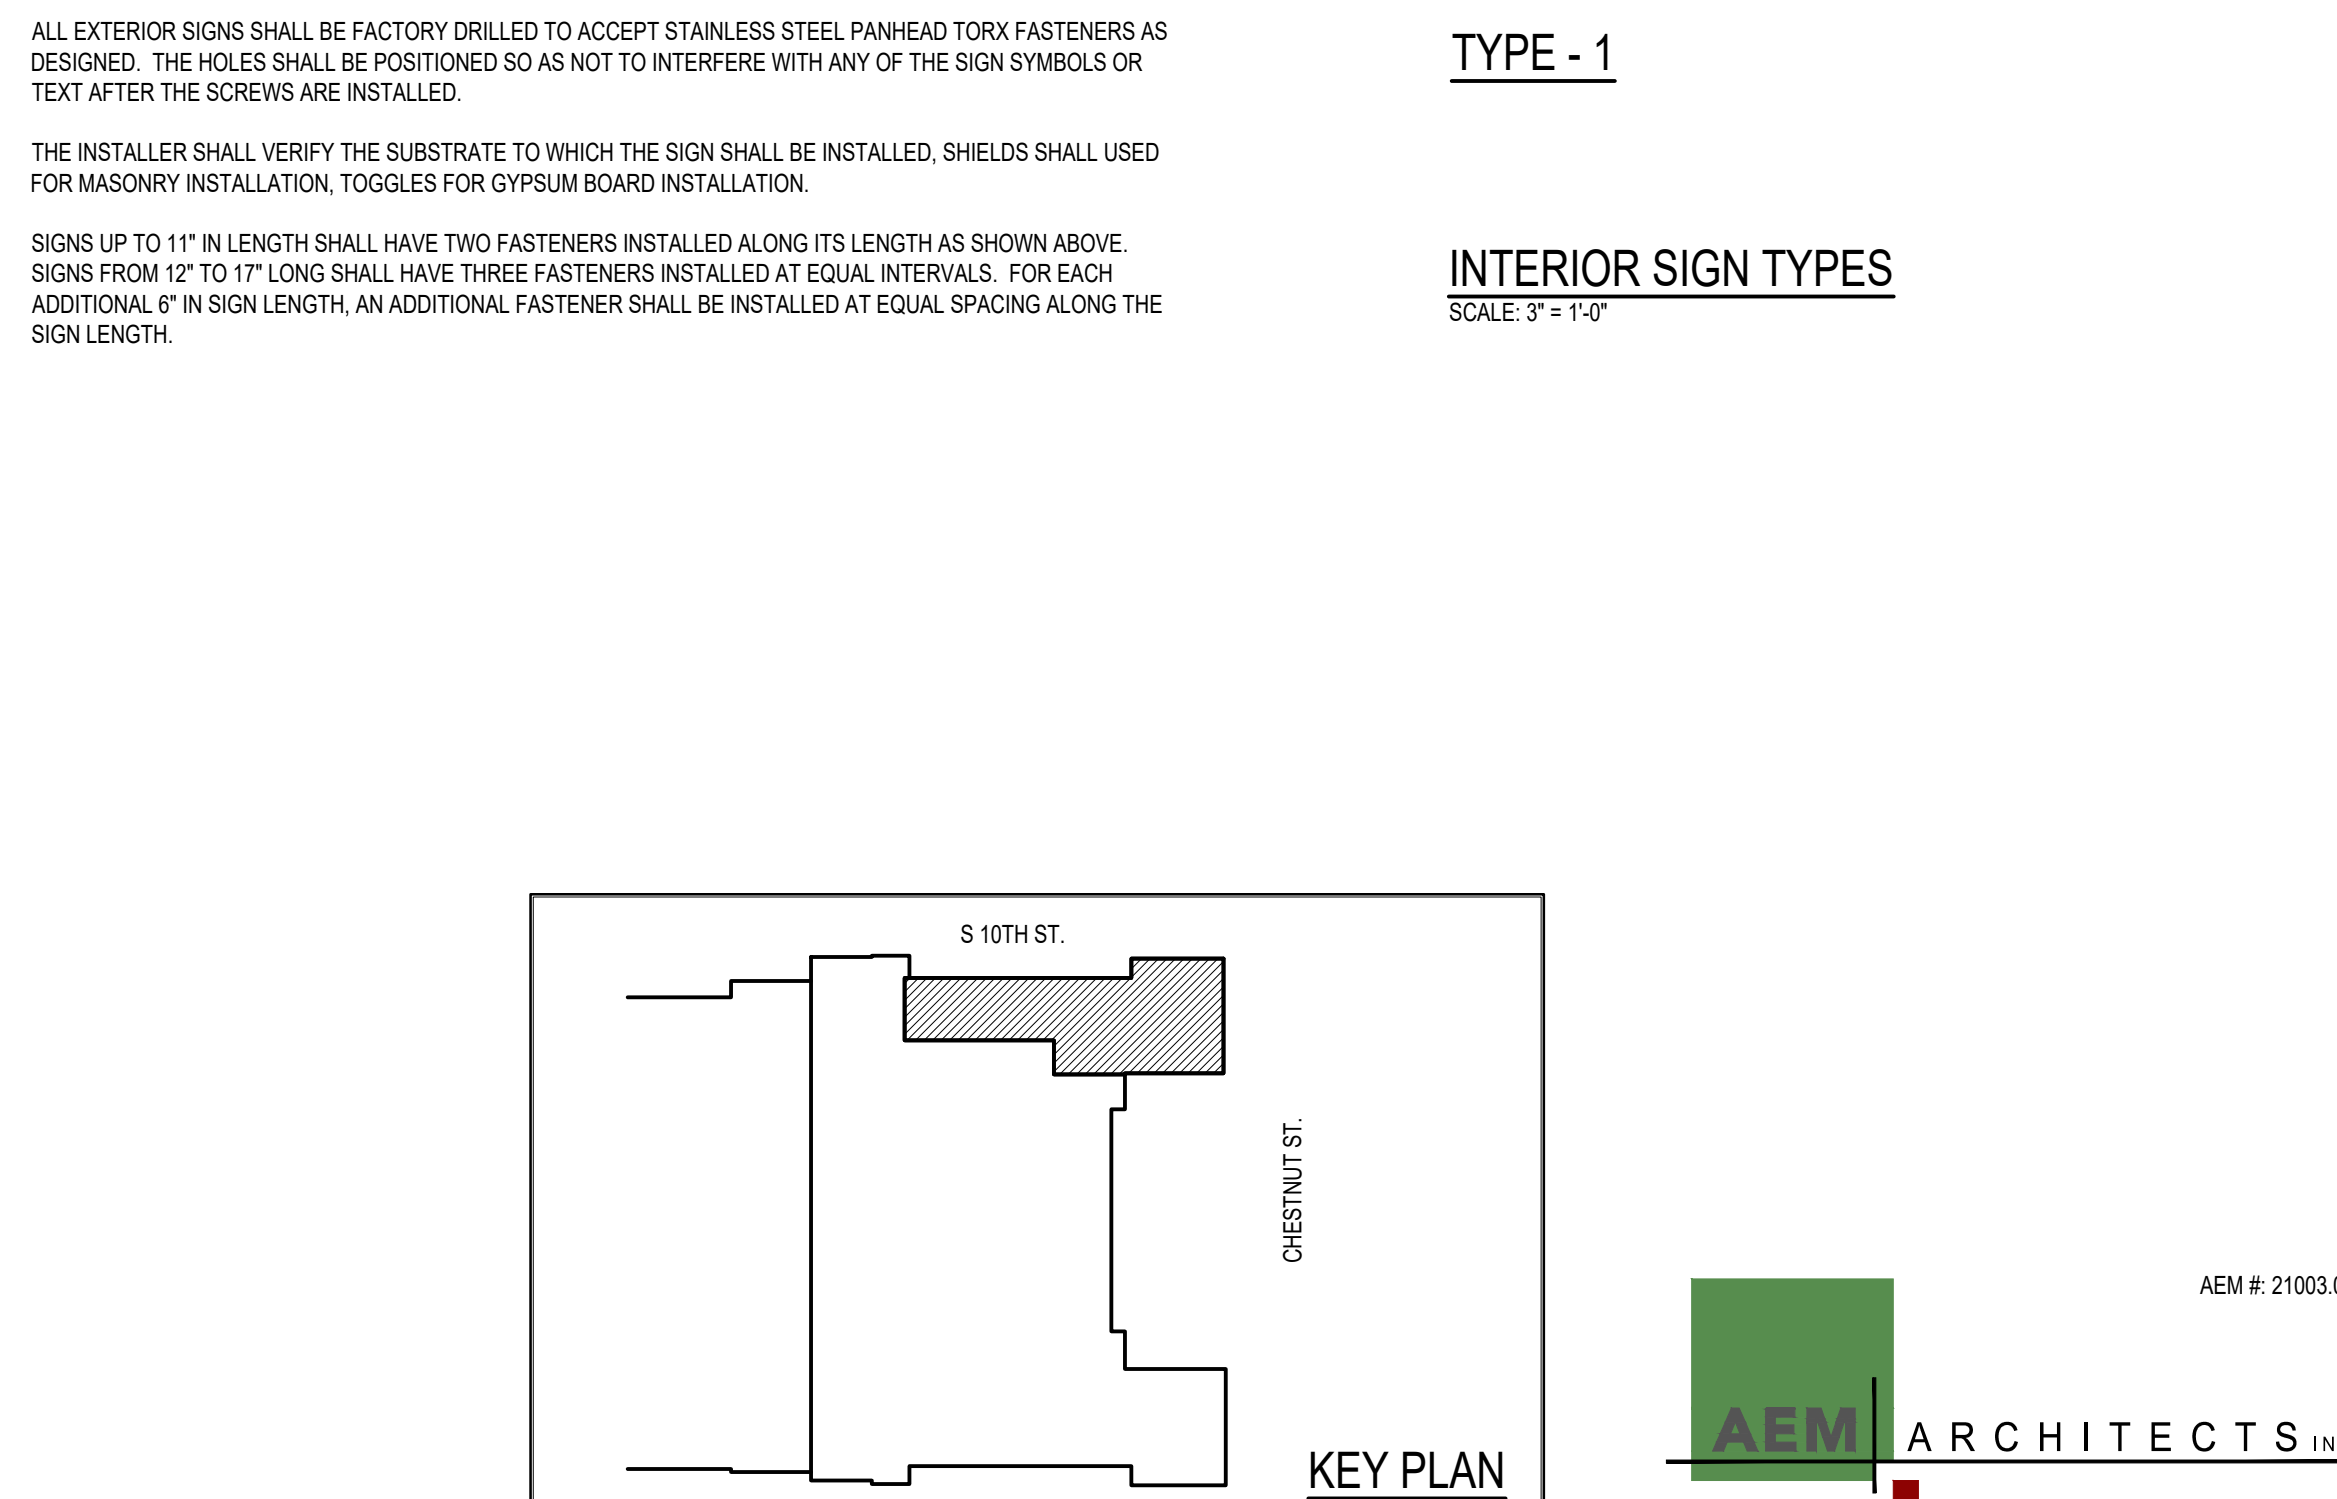 ALL EXTERIOR SIGNS SHALL BE FACTORY DRILLED TO ACCEPT STAINLESS STEEL PANHEAD TORX FASTENERS AS
DESIGNED.  THE HOLES SHALL BE POSITIONED SO AS NOT TO INTERFERE WITH ANY OF THE SIGN SYMBOLS OR
TEXT AFTER THE SCREWS ARE INSTALLED.
THE INSTALLER SHALL VERIFY THE SUBSTRATE TO WHICH THE SIGN SHALL BE INSTALLED, SHIELDS SHALL USED
FOR MASONRY INSTALLATION, TOGGLES FOR GYPSUM BOARD INSTALLATION.
SIGNS UP TO 11" IN LENGTH SHALL HAVE TWO FASTENERS INSTALLED ALONG ITS LENGTH AS SHOWN ABOVE.
SIGNS FROM 12" TO 17" LONG SHALL HAVE THREE FASTENERS INSTALLED AT EQUAL INTERVALS.  FOR EACH
ADDITIONAL 6" IN SIGN LENGTH, AN ADDITIONAL FASTENER SHALL BE INSTALLED AT EQUAL SPACING ALONG THE
SIGN LENGTH.
TYPE - 1
INTERIOR SIGN TYPES
SCALE: 3" = 1'-0"
S 10TH ST.
CHESTNUT ST.
KEY PLAN
AEM #: 21003.0
AEM ARCHITECTS IN